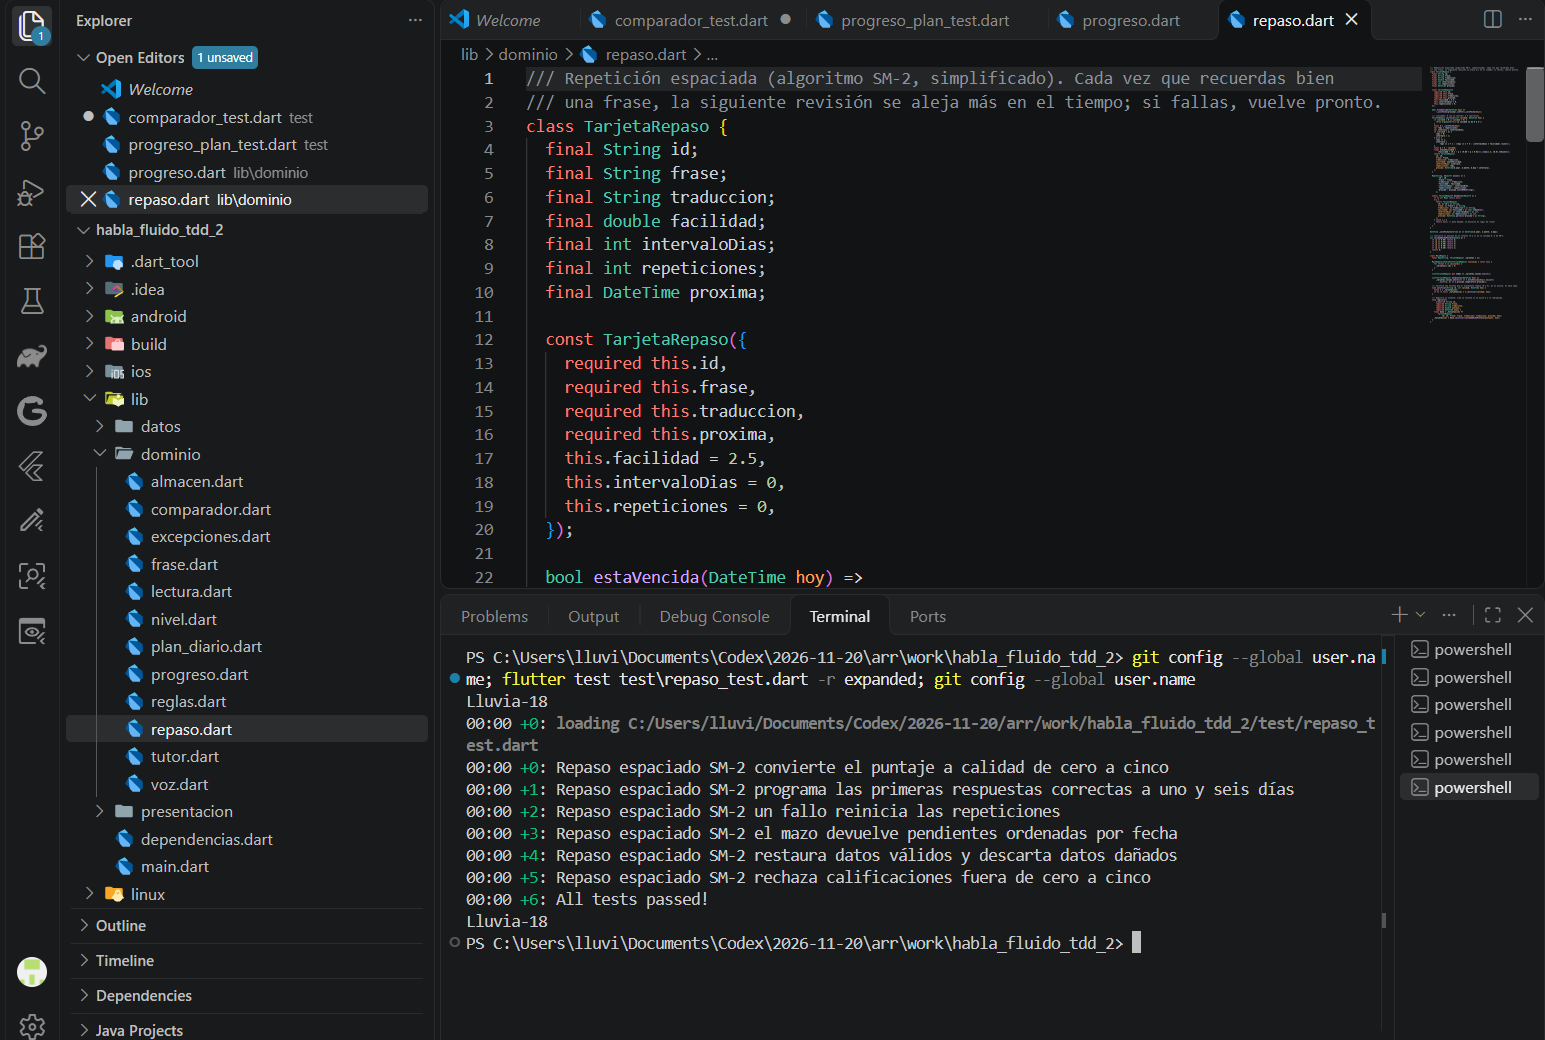 Explorer
Open Editors 1 unsaved
Welcome
comparador_test.dart test
progreso_plan_test.dart test
progreso.dart lib\dominio
repaso.dart lib\dominio
habla_fluido_tdd_2
.dart_tool
.idea
android
build
ios
lib
datos
dominio
almacen.dart
comparador.dart
excepciones.dart
frase.dart
lectura.dart
nivel.dart
plan_diario.dart
progreso.dart
reglas.dart
repaso.dart
tutor.dart
voz.dart
presentacion
dependencias.dart
main.dart
linux
Outline
Timeline
Dependencies
Java Projects
1
Welcome
comparador_test.dart
progreso_plan_test.dart
progreso.dart
repaso.dart
lib > dominio > repaso.dart > ...
1 /// Repetición espaciada (algoritmo SM-2, simplificado). Cada vez que recuerdas bien
2 /// una frase, la siguiente revisión se aleja más en el tiempo; si fallas, vuelve pronto.
3 class TarjetaRepaso {
4 final String id;
5 final String frase;
6 final String traduccion;
7 final double facilidad;
8 final int intervaloDias;
9 final int repeticiones;
10 final DateTime proxima;
11
12 const TarjetaRepaso({
13 required this.id,
14 required this.frase,
15 required this.traduccion,
16 required this.proxima,
17 this.facilidad = 2.5,
18 this.intervaloDias = 0,
19 this.repeticiones = 0,
20 });
21
22 bool estaVencida(DateTime hoy) =>
Problems
Output
Debug Console
Terminal
Ports
PS C:\Users\lluvi\Documents\Codex\2026-11-20\arr\work\habla_fluido_tdd_2> git config --global user.na
me; flutter test test\repaso_test.dart -r expanded; git config --global user.name
Lluvia-18
00:00 +0: loading C:/Users/lluvi/Documents/Codex/2026-11-20/arr/work/habla_fluido_tdd_2/test/repaso_t
est.dart
00:00 +0: Repaso espaciado SM-2 convierte el puntaje a calidad de cero a cinco
00:00 +1: Repaso espaciado SM-2 programa las primeras respuestas correctas a uno y seis días
00:00 +2: Repaso espaciado SM-2 un fallo reinicia las repeticiones
00:00 +3: Repaso espaciado SM-2 el mazo devuelve pendientes ordenadas por fecha
00:00 +4: Repaso espaciado SM-2 restaura datos válidos y descarta datos dañados
00:00 +5: Repaso espaciado SM-2 rechaza calificaciones fuera de cero a cinco
00:00 +6: All tests passed!
Lluvia-18
PS C:\Users\lluvi\Documents\Codex\2026-11-20\arr\work\habla_fluido_tdd_2>
powershell
powershell
powershell
powershell
powershell
powershell